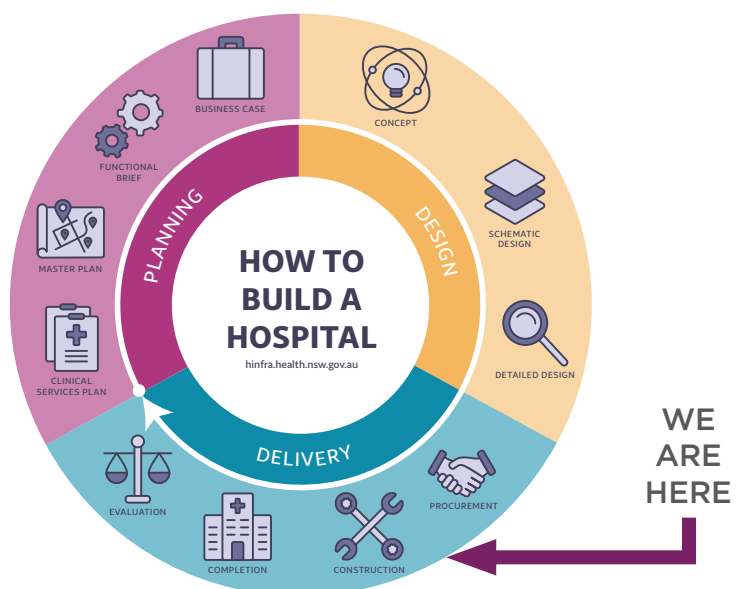 HOW TO
BUILD A
HOSPITAL
hinfra.health.nsw.gov.au
PLANNING
CLINICAL
SERVICES PLAN
MASTER PLAN
FUNCTIONAL
BRIEF
BUSINESS CASE
DESIGN
CONCEPT
SCHEMATIC
DESIGN
DETAILED DESIGN
DELIVERY
PROCUREMENT
CONSTRUCTION
COMPLETION
EVALUATION
WE
ARE
HERE